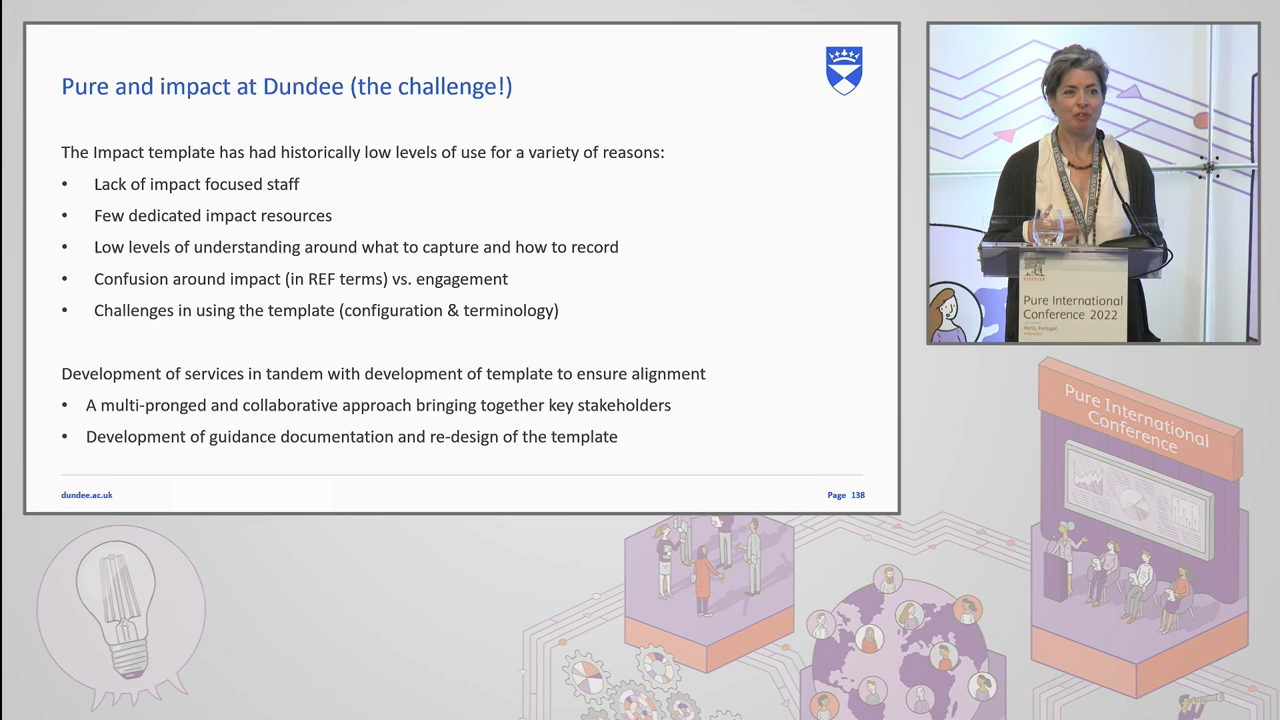 Pure and impact at Dundee (the challenge!)
The Impact template has had historically low levels of use for a variety of reasons:
• Lack of impact focused staff
• Few dedicated impact resources
• Low levels of understanding around what to capture and how to record
• Confusion around impact (in REF terms) vs. engagement
• Challenges in using the template (configuration & terminology)
Development of services in tandem with development of template to ensure alignment
• A multi-pronged and collaborative approach bringing together key stakeholders
• Development of guidance documentation and re-design of the template
dundee.ac.uk
Page 138
ELSEVIER
Pure International
Conference 2022
Porto, Portugal
Pure International
Conference